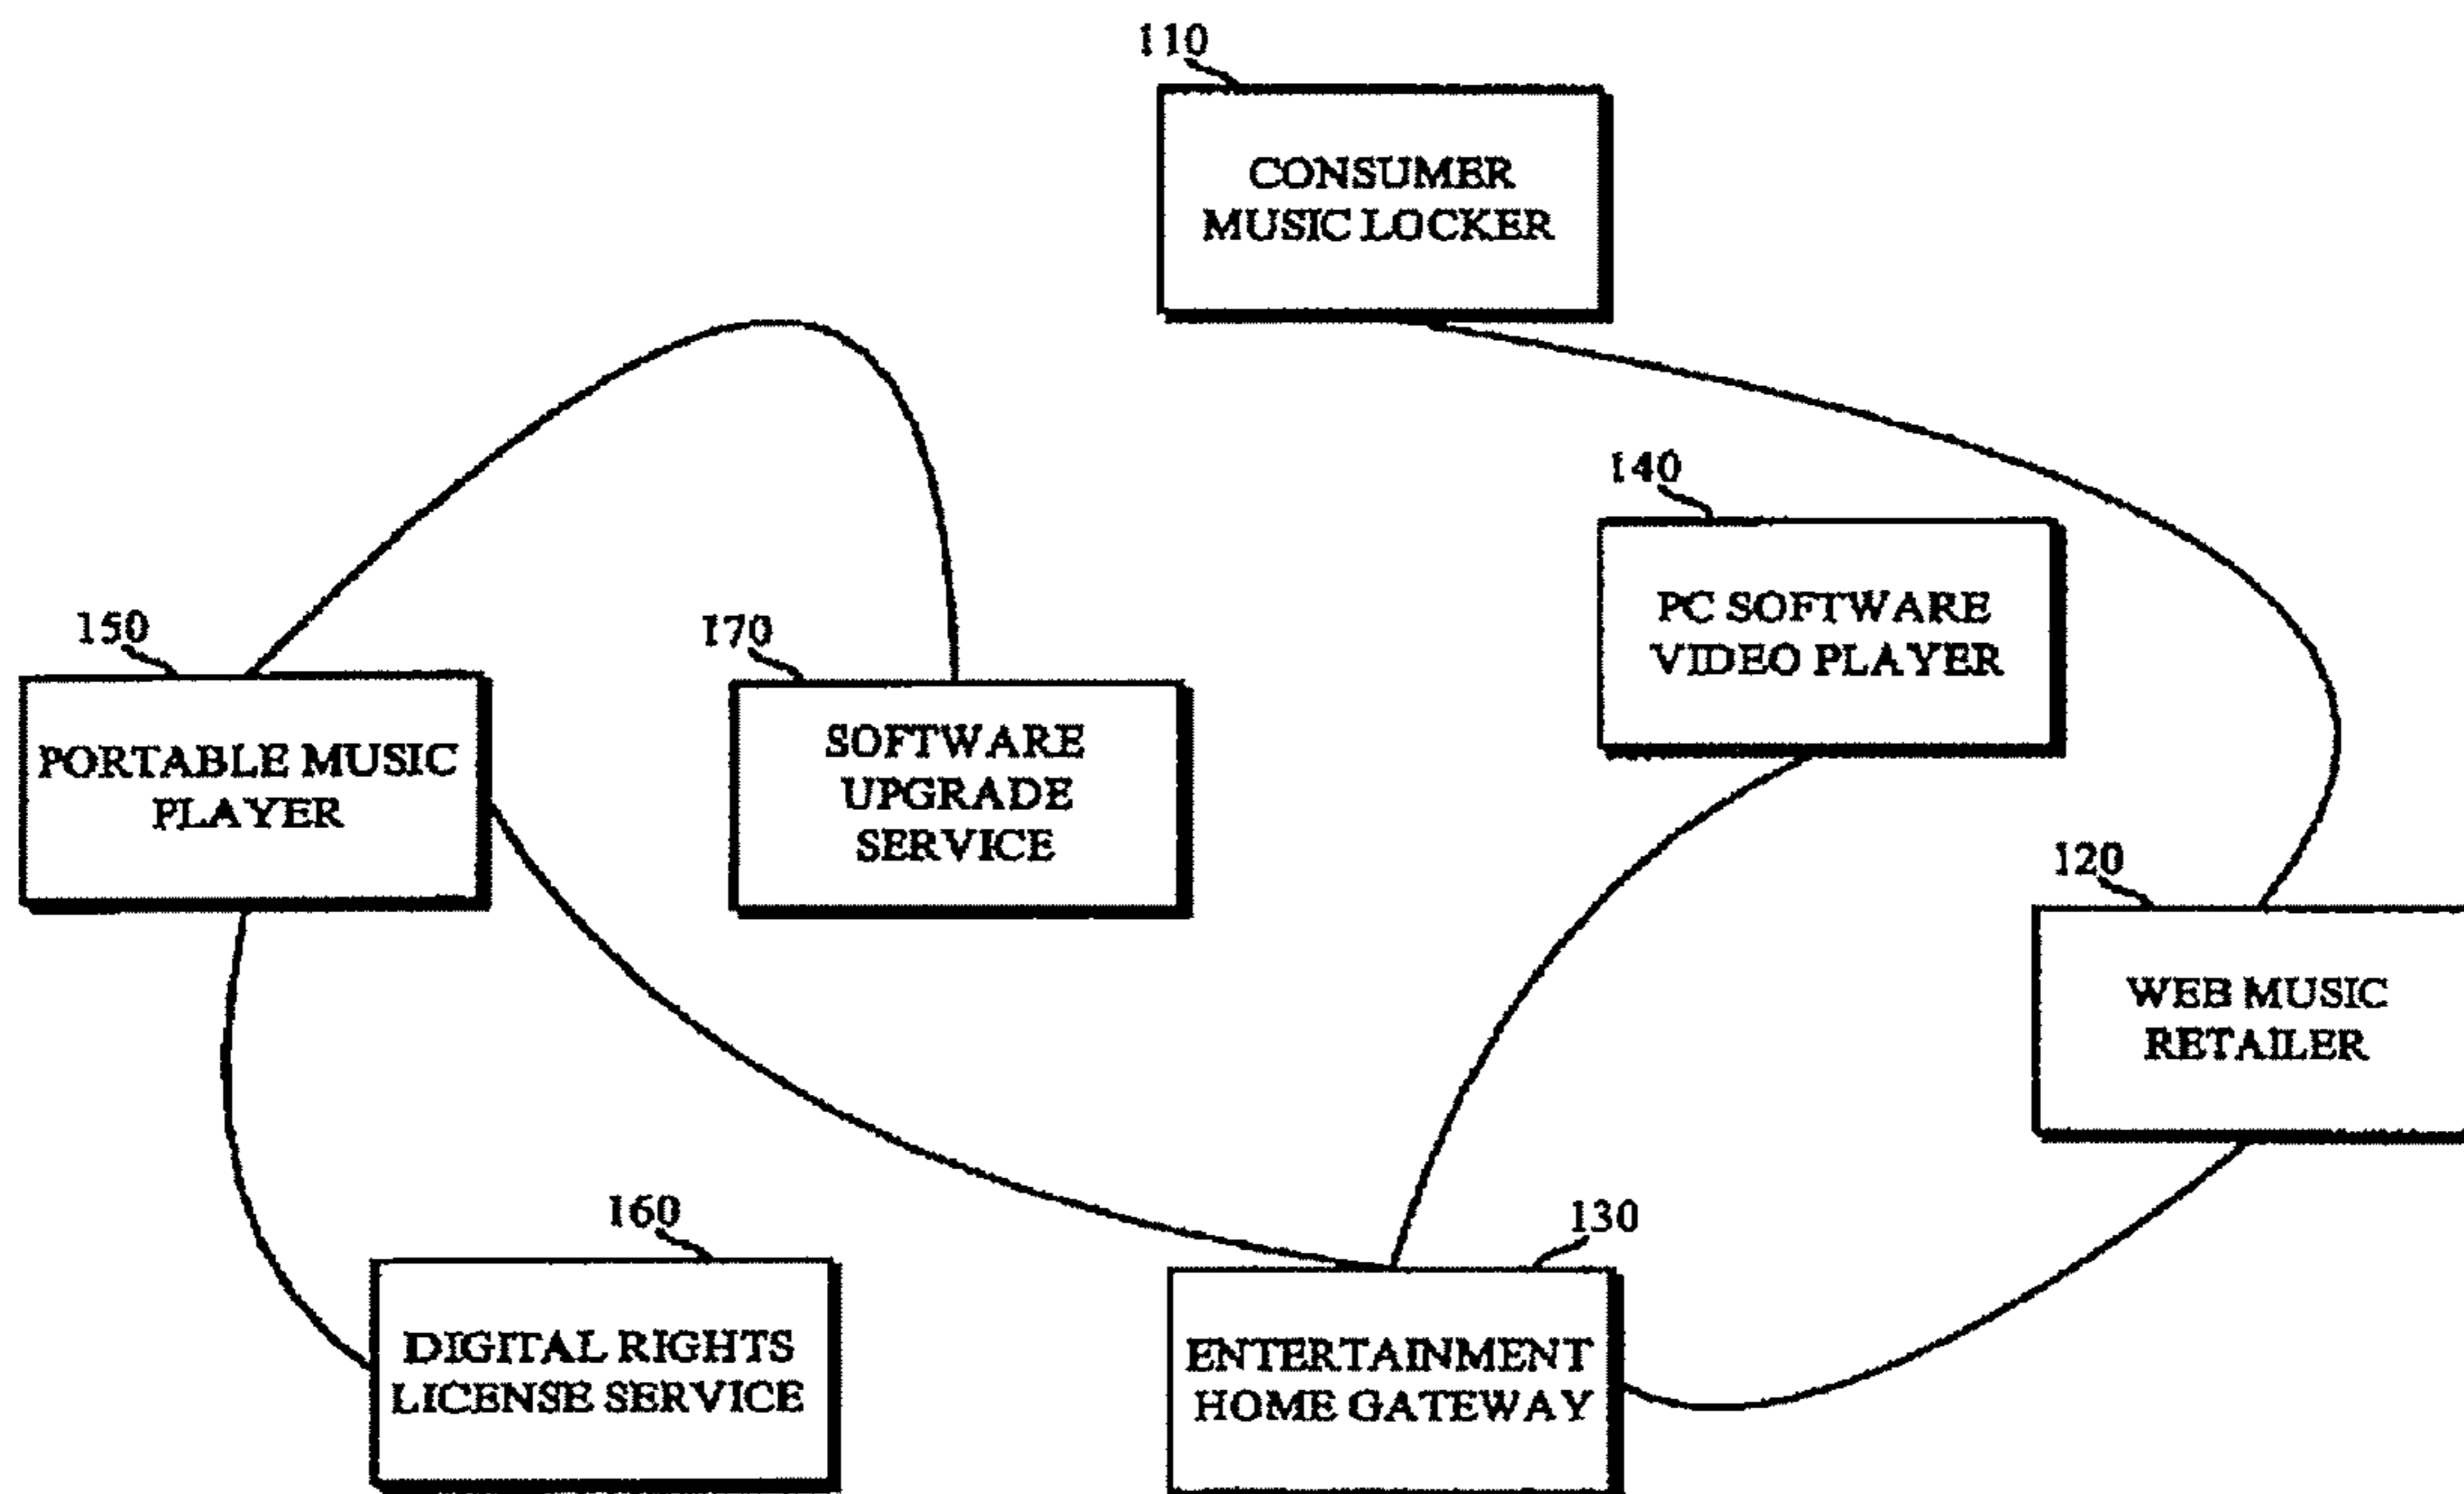 110
CONSUMER
MUSIC LOCKER
140
PC SOFTWARE
VIDEO PLAYER
150
PORTABLE MUSIC
PLAYER
170
SOFTWARE
UPGRADE
SERVICE
120
WEB MUSIC
RETAILER
160
DIGITAL RIGHTS
LICENSE SERVICE
130
ENTERTAINMENT
HOME GATEWAY